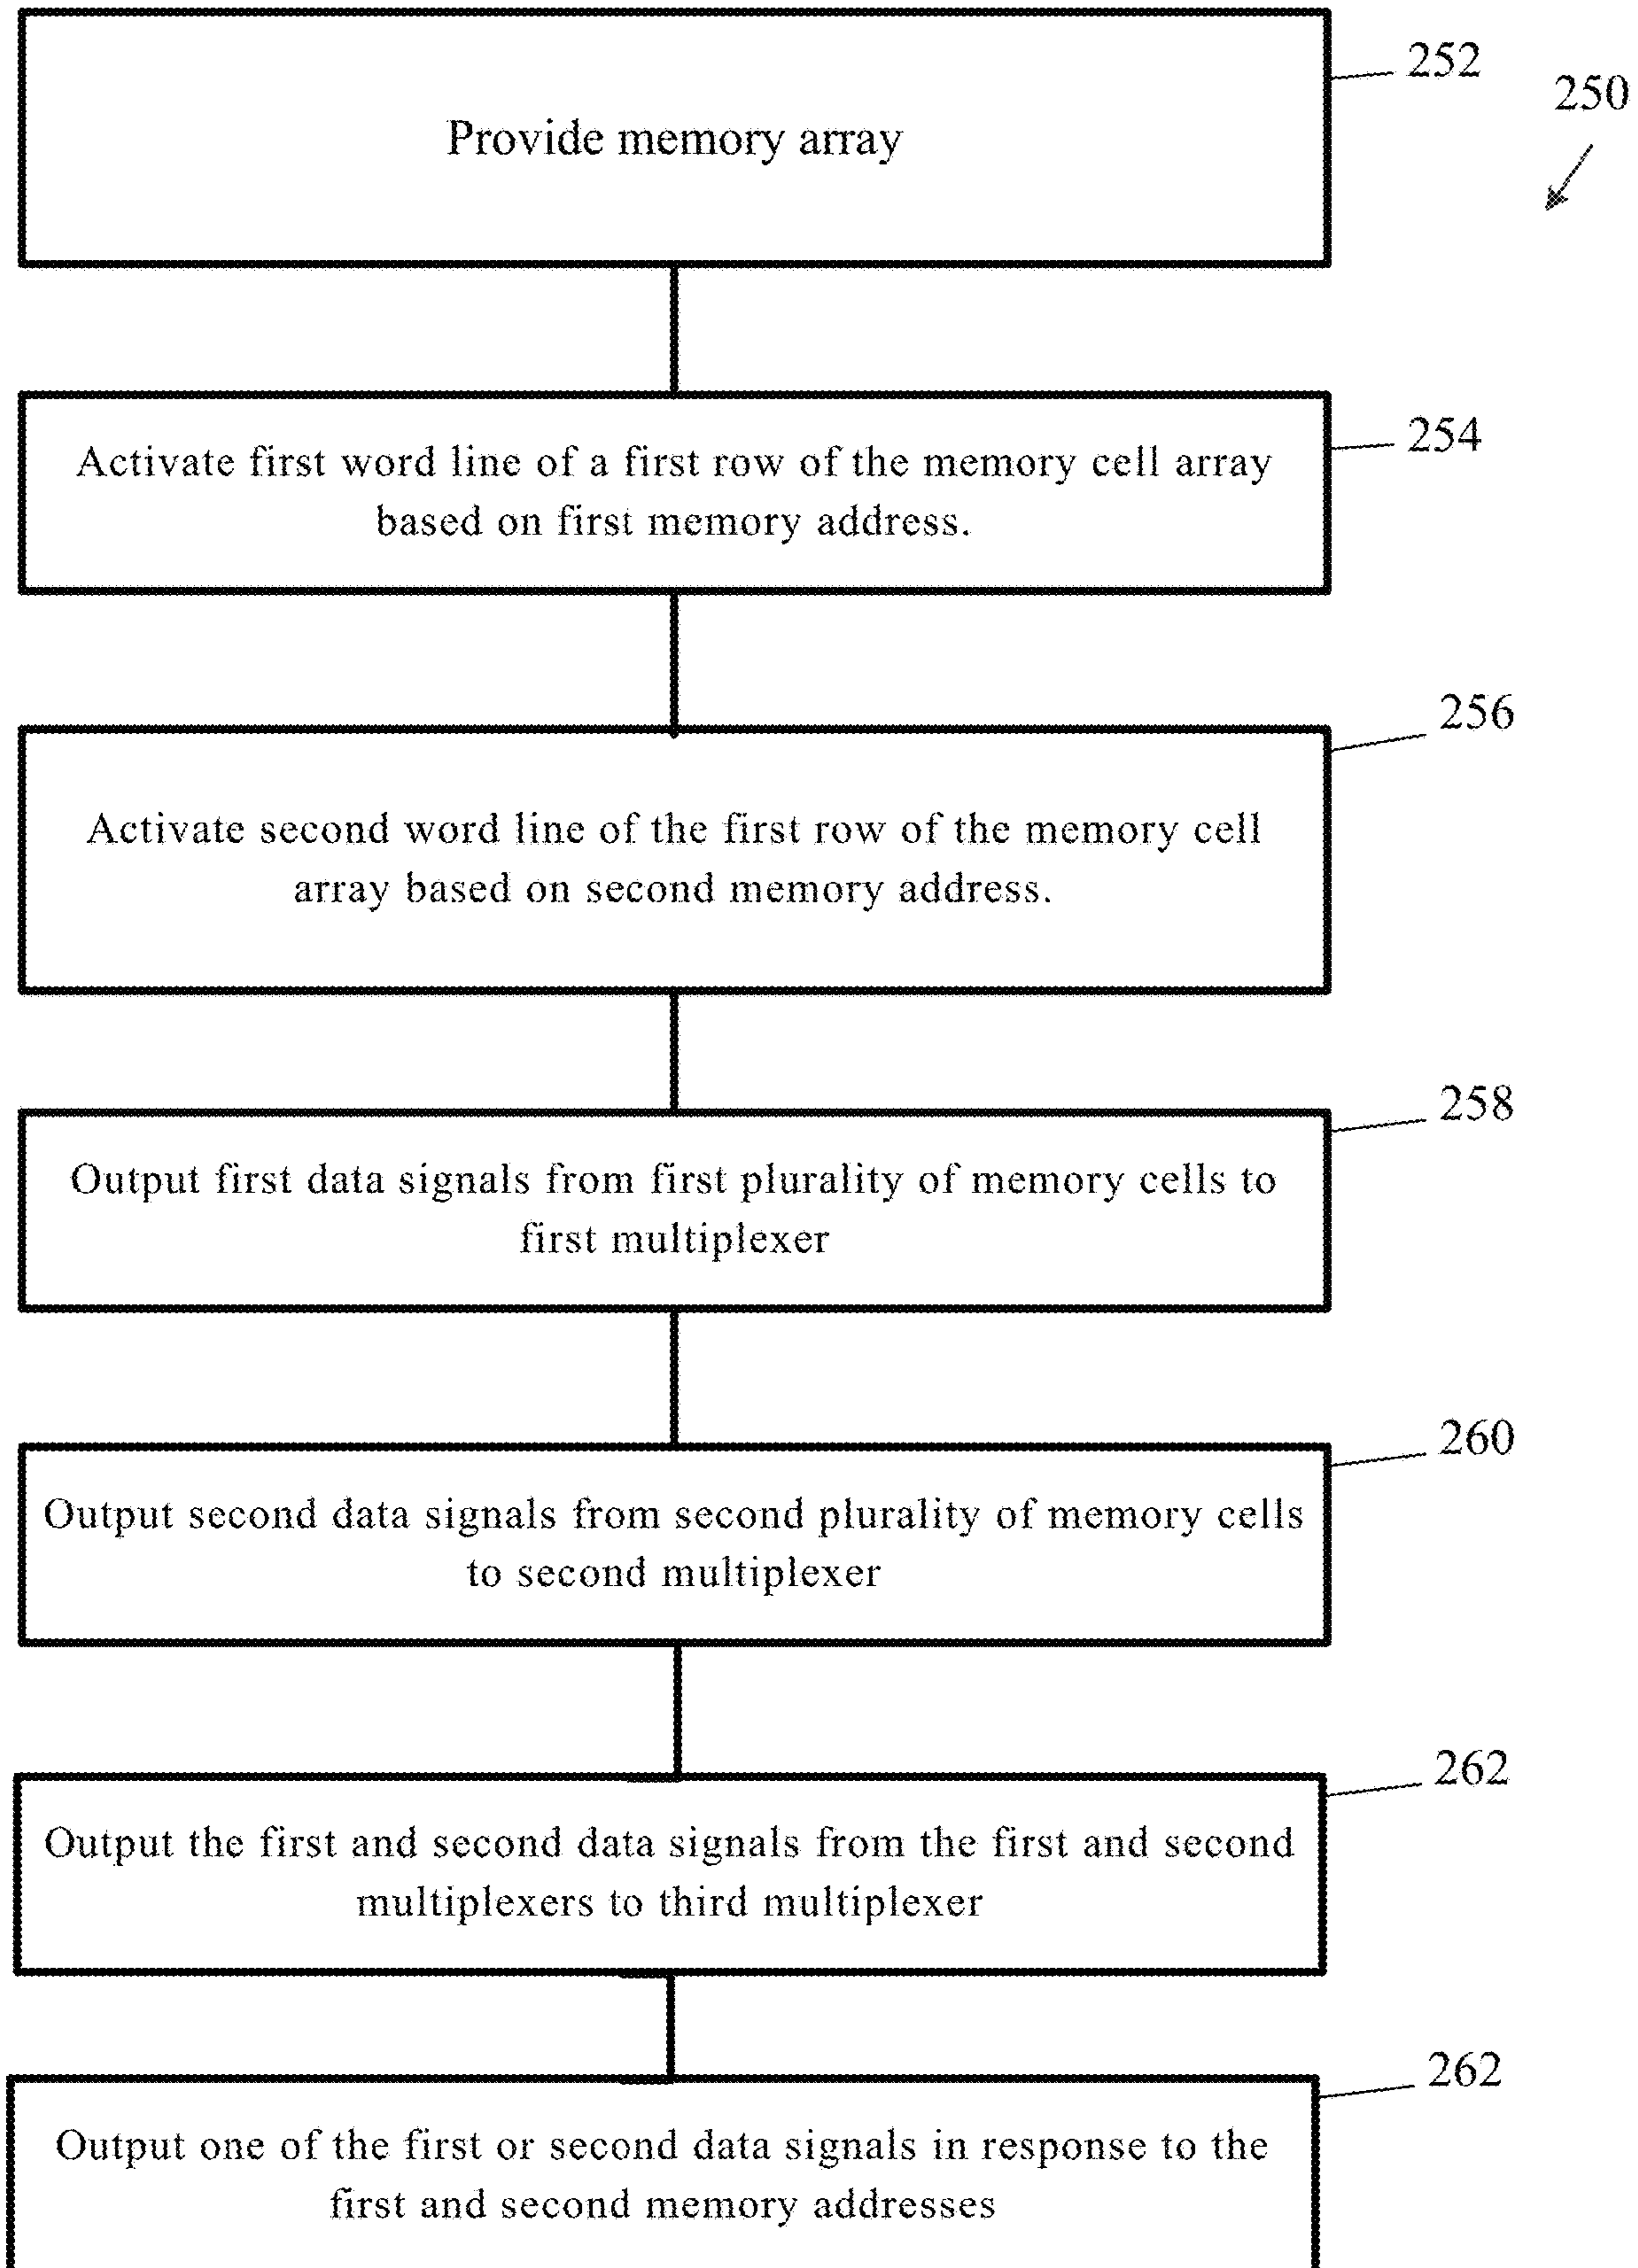 252
250
Provide memory array
254
Activate first word line of a first row of the memory cell array
based on first memory address.
256
Activate second word line of the first row of the memory cell
array based on second memory address.
258
Output first data signals from first plurality of memory cells to
first multiplexer
260
Output second data signals from second plurality of memory cells
to second multiplexer
262
Output the first and second data signals from the first and second
multiplexers to third multiplexer
262
Output one of the first or second data signals in response to the
first and second memory addresses